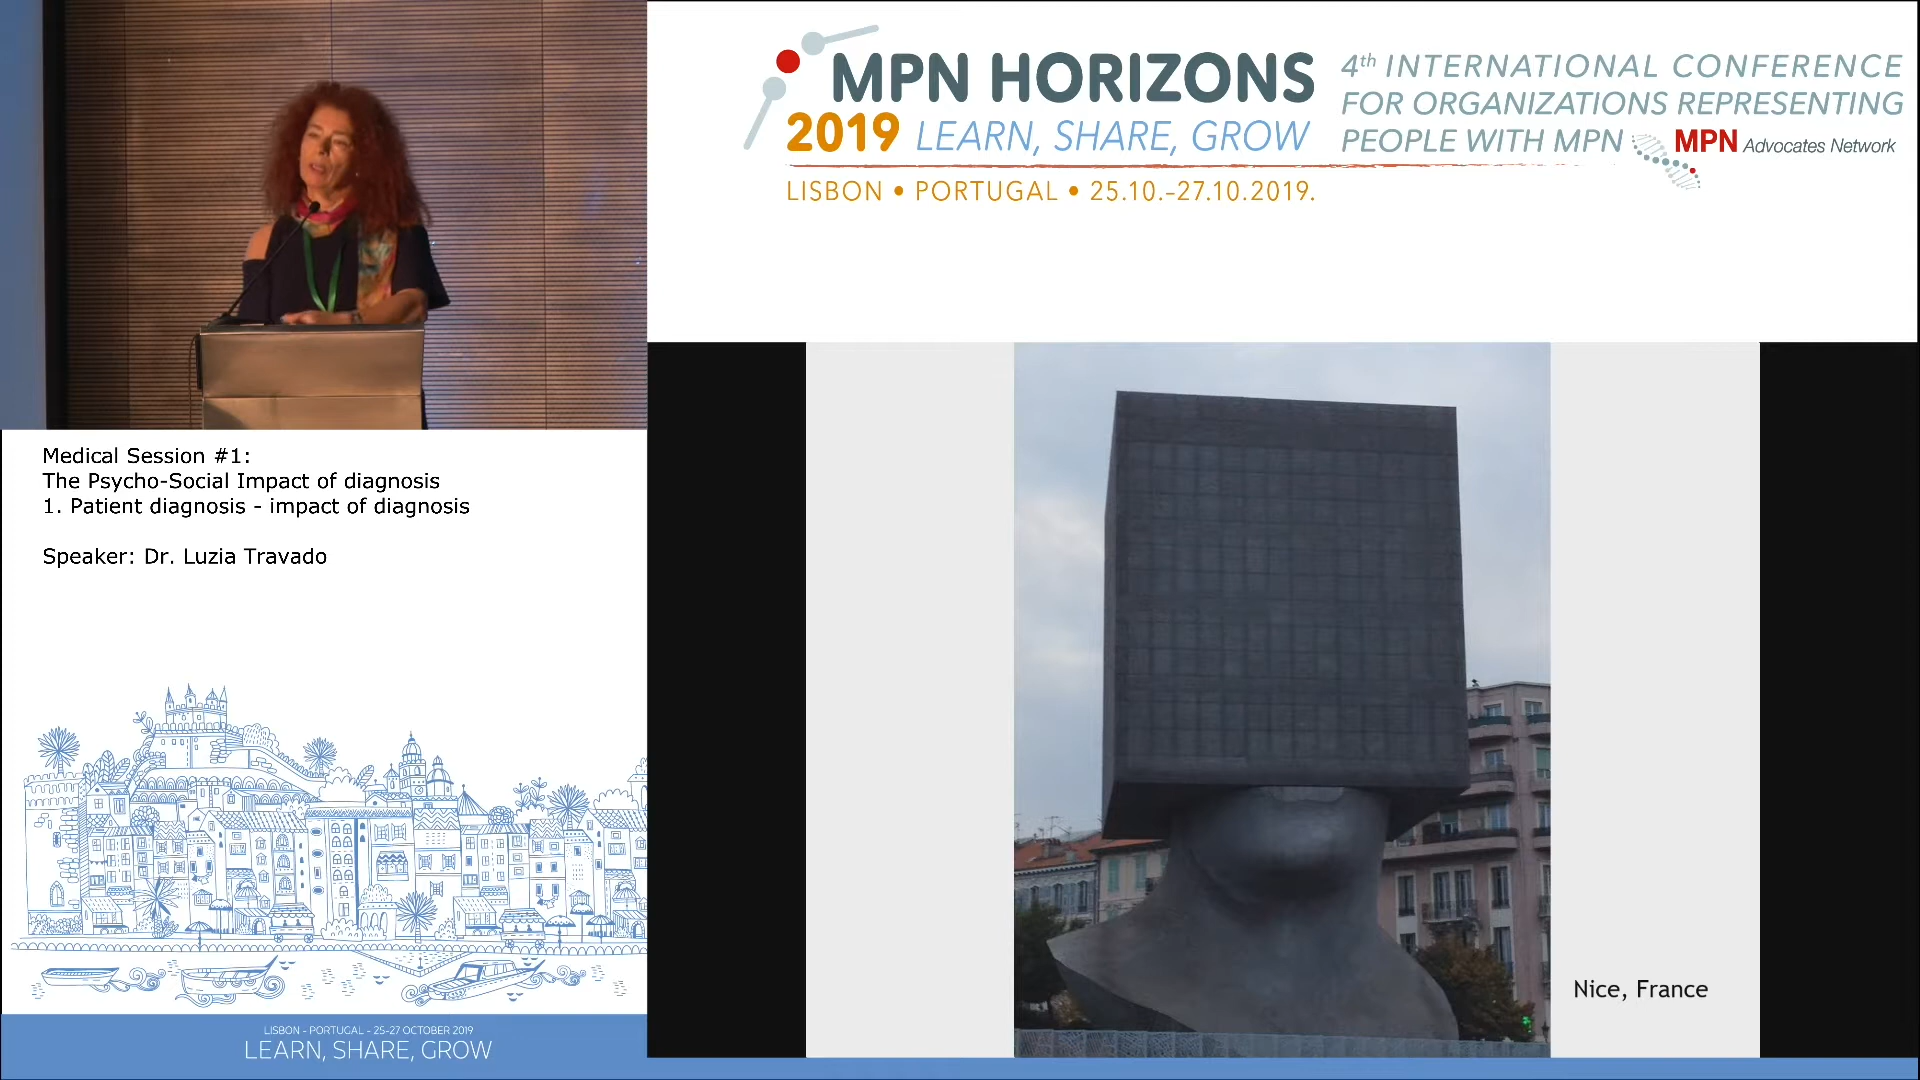 MPN HORIZONS
2019 LEARN, SHARE, GROW
LISBON • PORTUGAL • 25.10.–27.10.2019.
4th INTERNATIONAL CONFERENCE
FOR ORGANIZATIONS REPRESENTING
PEOPLE WITH MPN
MPN Advocates Network
Medical Session #1:
The Psycho-Social Impact of diagnosis
1. Patient diagnosis - impact of diagnosis
Speaker: Dr. Luzia Travado
Nice, France
LISBON - PORTUGAL - 25-27 OCTOBER 2019
LEARN, SHARE, GROW